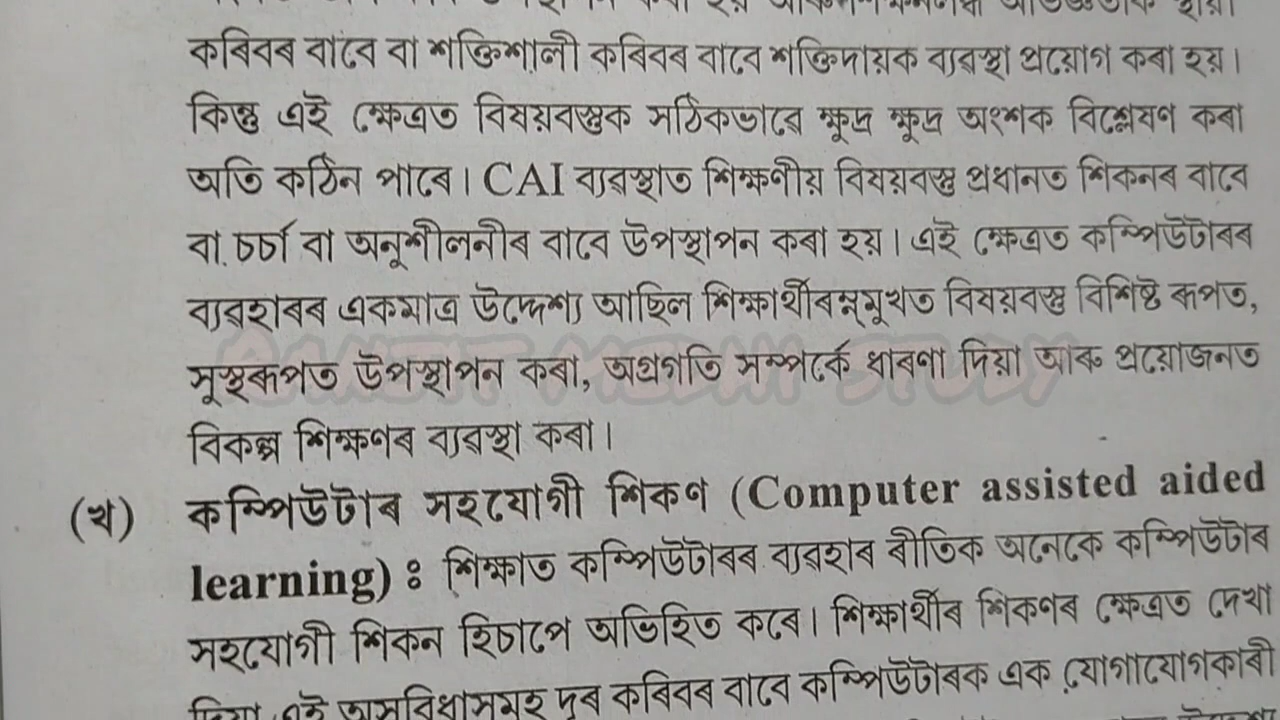 কৰিবৰ বাবে বা শক্তিশালী কৰিবৰ বাবে শক্তিদায়ক ব্যৱস্থা প্ৰয়োগ কৰা হয়।
কিন্তু এই ক্ষেত্ৰত বিষয়বস্তুক সঠিকভাৱে ক্ষুদ্ৰ ক্ষুদ্ৰ অংশক বিশ্লেষণ কৰা
অতি কঠিন পাৰে। CAI ব্যৱস্থাত শিক্ষণীয় বিষয়বস্তু প্ৰধানত শিকনৰ বাবে
বা চৰ্চা বা অনুশীলনীৰ বাবে উপস্থাপন কৰা হয়। এই ক্ষেত্ৰত কম্পিউটাৰৰ
ব্যৱহাৰৰ একমাত্ৰ উদ্দেশ্য আছিল বিষয়বস্তু বিশিষ্ট ৰূপত,
সুস্থৰূপত উপস্থাপন কৰা, অগ্ৰগতি সম্পৰ্কে ধাৰণা দিয়া আৰু প্ৰয়োজনত
বিকল্প শিক্ষণৰ ব্যৱস্থা কৰা।
(খ) কম্পিউটাৰ সহযোগী শিকণ (Computer assisted aided
learning) ঃ শিক্ষাত কম্পিউটাৰৰ ব্যৱহাৰ ৰীতিক অনেকে কম্পিউটাৰ
সহযোগী শিকন হিচাপে অভিহিত কৰে। শিক্ষাৰ্থীৰ শিকণৰ ক্ষেত্ৰত দেখা
দিয়া এই অসুবিধাসমূহ দূৰ কৰিবৰ বাবে কম্পিউটাৰক এক যোগাযোগকাৰী